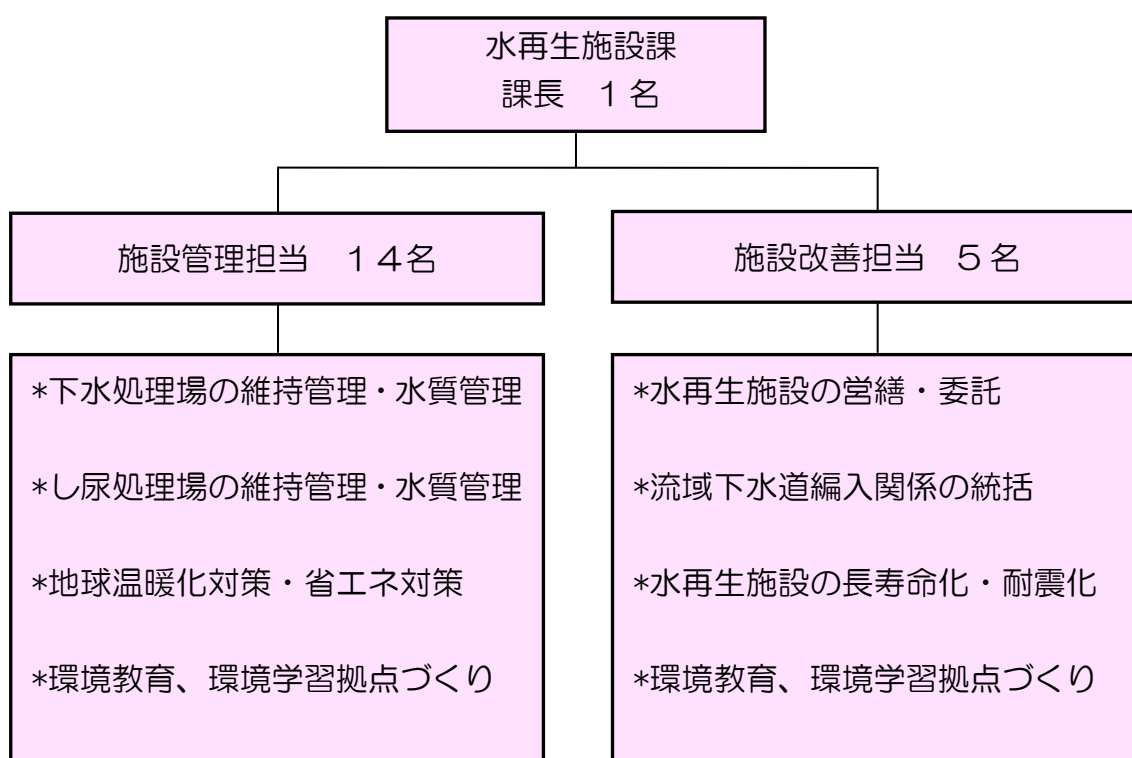 水再生施設課
課長　1名
施設管理担当　14名
施設改善担当　5名
*下水処理場の維持管理・水質管理
*し尿処理場の維持管理・水質管理
*地球温暖化対策・省エネ対策
*環境教育、環境学習拠点づくり
*水再生施設の営繕・委託
*流域下水道編入関係の統括
*水再生施設の長寿命化・耐震化
*環境教育、環境学習拠点づくり